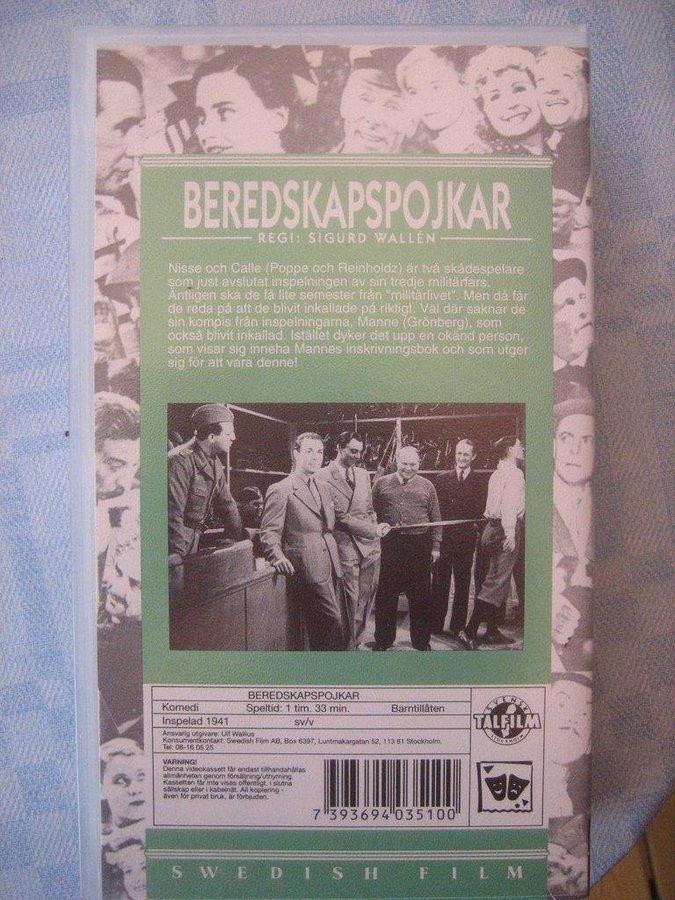 BEREDSKAPSPOJKAR
REGI: SIGURD WALLÉN
Nisse och Calle (Poppe och Reinholdz) är två skådespelare
som just avslutat inspelningen av sin tredje militärfars.
Äntligen ska de få lite semester från "militärlivet". Men då får
de reda på att de blivit inkallade på riktigt. Väl där saknar de
sin kompis från inspelningarna, Manne (Grönberg), som
också blivit inkallad. Istället dyker det upp en okänd person,
som visar sig inneha Mannes inskrivningsbok och som utger
sig för att vara denne!
BEREDSKAPSPOJKAR
Komedi Speltid: 1 tim. 33 min. Barntillåten
Inspelad 1941 sv/v
Ansvarig utgivare: Ulf Wallius
Konsumentkontakt: Swedish Film AB, Box 6397, Luntmakargatan 52, 113 81 Stockholm.
Tel: 08-16 05 25
SVENSK
TALFILM
STOCKHOLM
VARNING!
Denna videokassett får endast tillhandahållas
allmänheten genom försäljning/uthyrning.
Kassetten får inte visas offentligt, i slutna
sällskap eller i kabelnät. All kopiering -
även för privat bruk, är förbjuden.
7 393694 035100
SWEDISH FILM